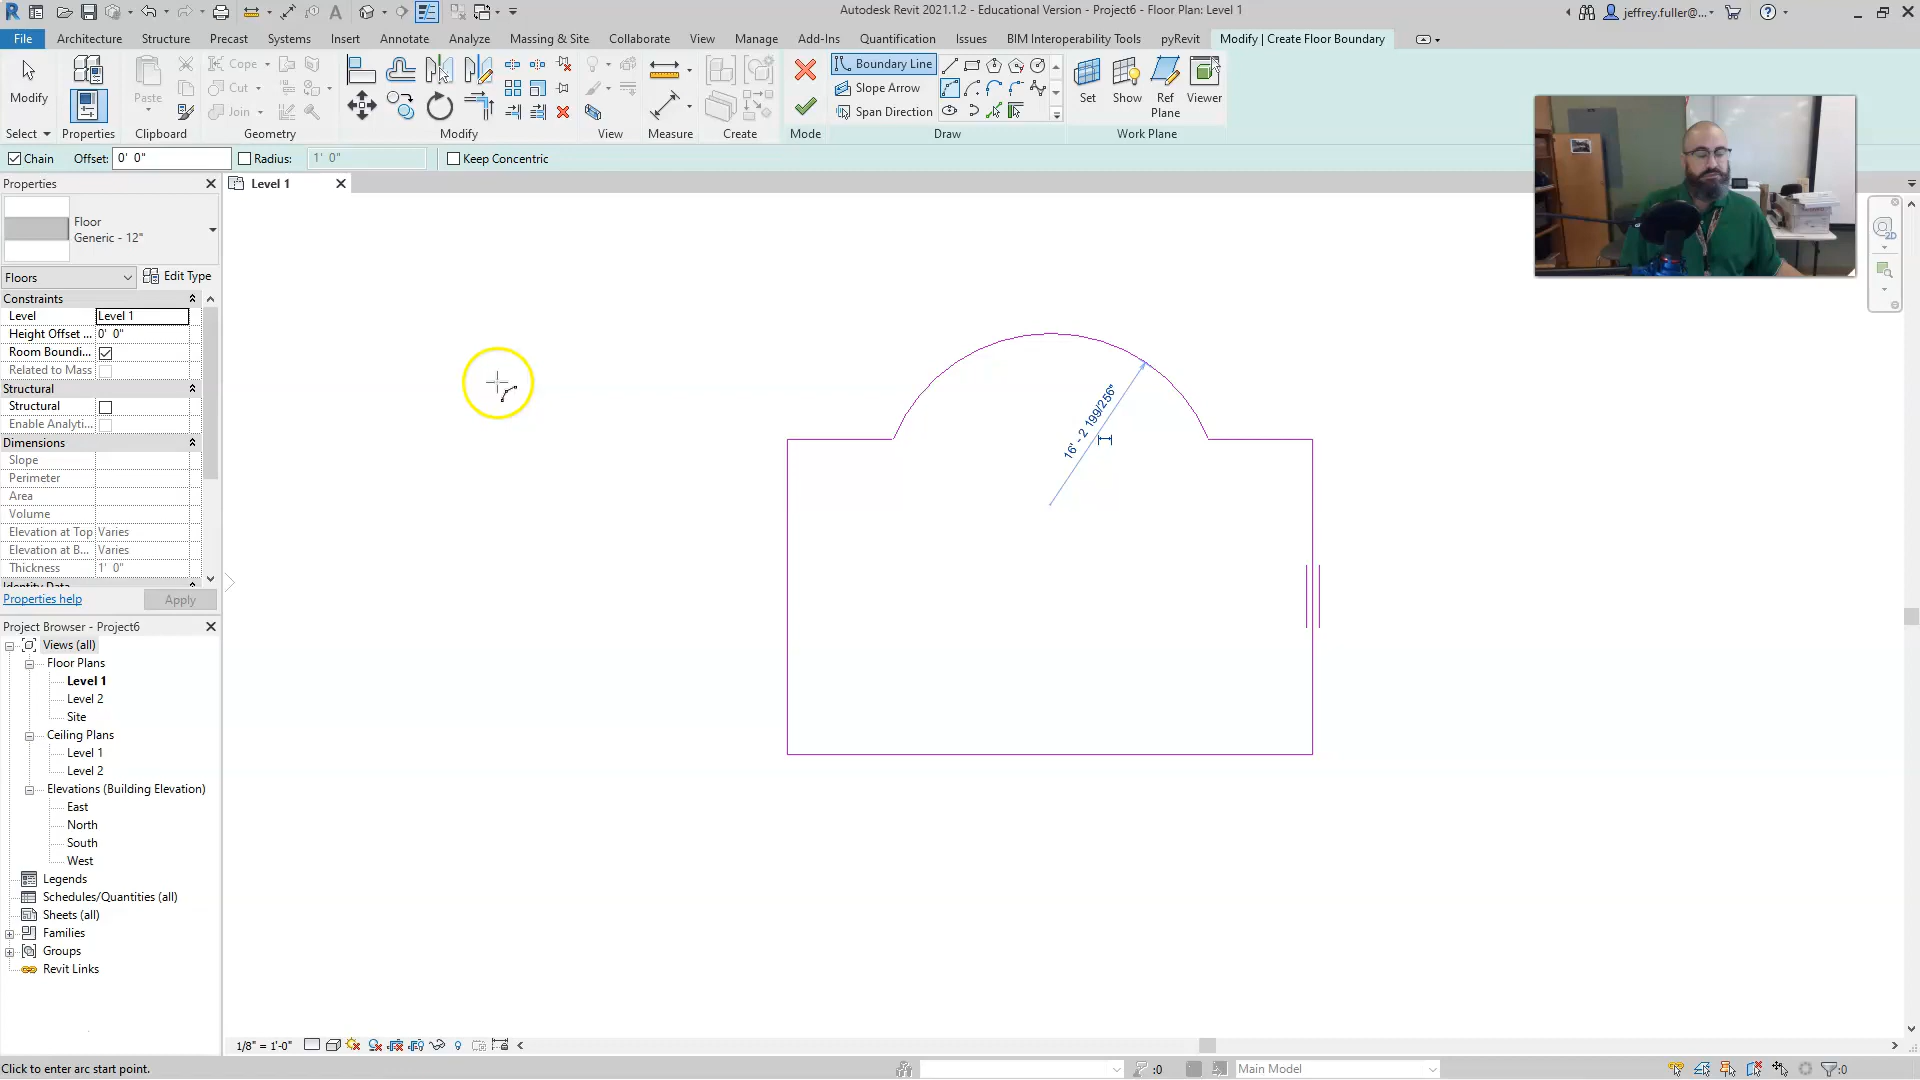 Autodesk Revit 2021.1.2 - Educational Version - Project6 - Floor Plan: Level 1
jeffrey.fuller@...
File Architecture Structure Precast Systems Insert Annotate Analyze Massing & Site Collaborate View Manage Add-Ins Quantification Issues BIM Interoperability Tools pyRevit Modify | Create Floor Boundary
Modify
Paste
Cope
Cut
Join
Boundary Line
Slope Arrow
Span Direction
Set Show Ref Plane Viewer
Select Properties Clipboard Geometry Modify View Measure Create Mode Draw Work Plane
Chain Offset: 0' 0" Radius: 1' 0" Keep Concentric
Properties
Level 1
Floor
Generic - 12"
Floors Edit Type
Constraints
Level Level 1
Height Offset ... 0' 0"
Room Boundi...
Related to Mass
Structural
Structural
Enable Analyti...
Dimensions
Slope
Perimeter
Area
Volume
Elevation at Top Varies
Elevation at B... Varies
Thickness 1' 0"
Identity Data
Properties help Apply
16' - 2 199/256"
Project Browser - Project6
Views (all)
Floor Plans
Level 1
Level 2
Site
Ceiling Plans
Level 1
Level 2
Elevations (Building Elevation)
East
North
South
West
Legends
Schedules/Quantities (all)
Sheets (all)
Families
Groups
Revit Links
1/8" = 1'-0"
2D
Click to enter arc start point.
:0
Main Model
:0